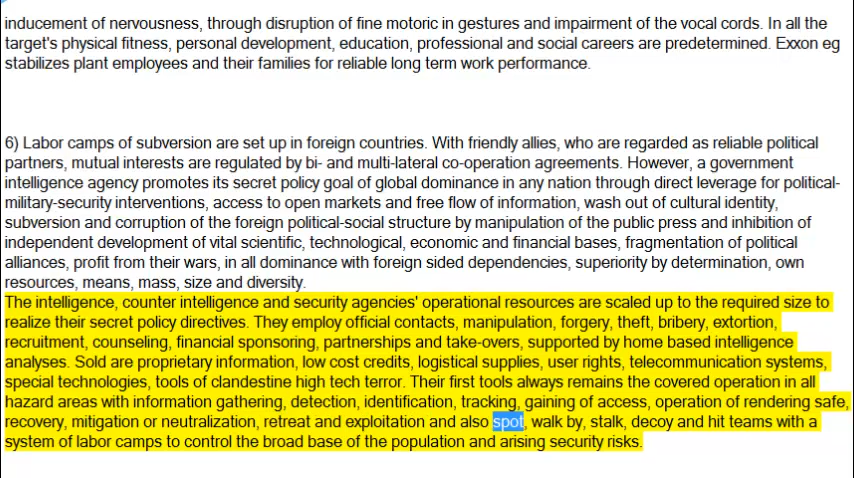 inducement of nervousness, through disruption of fine motoric in gestures and impairment of the vocal cords. In all the
target's physical fitness, personal development, education, professional and social careers are predetermined. Exxon eg
stabilizes plant employees and their families for reliable long term work performance.
6) Labor camps of subversion are set up in foreign countries. With friendly allies, who are regarded as reliable political
partners, mutual interests are regulated by bi- and multi-lateral co-operation agreements. However, a government
intelligence agency promotes its secret policy goal of global dominance in any nation through direct leverage for political-
military-security interventions, access to open markets and free flow of information, wash out of cultural identity,
subversion and corruption of the foreign political-social structure by manipulation of the public press and inhibition of
independent development of vital scientific, technological, economic and financial bases, fragmentation of political
alliances, profit from their wars, in all dominance with foreign sided dependencies, superiority by determination, own
resources, means, mass, size and diversity.
The intelligence, counter intelligence and security agencies' operational resources are scaled up to the required size to
realize their secret policy directives. They employ official contacts, manipulation, forgery, theft, bribery, extortion,
recruitment, counseling, financial sponsoring, partnerships and take-overs, supported by home based intelligence
analyses. Sold are proprietary information, low cost credits, logistical supplies, user rights, telecommunication systems,
special technologies, tools of clandestine high tech terror. Their first tools always remains the covered operation in all
hazard areas with information gathering, detection, identification, tracking, gaining of access, operation of rendering safe,
recovery, mitigation or neutralization, retreat and exploitation and also spot, walk by, stalk, decoy and hit teams with a
system of labor camps to control the broad base of the population and arising security risks.